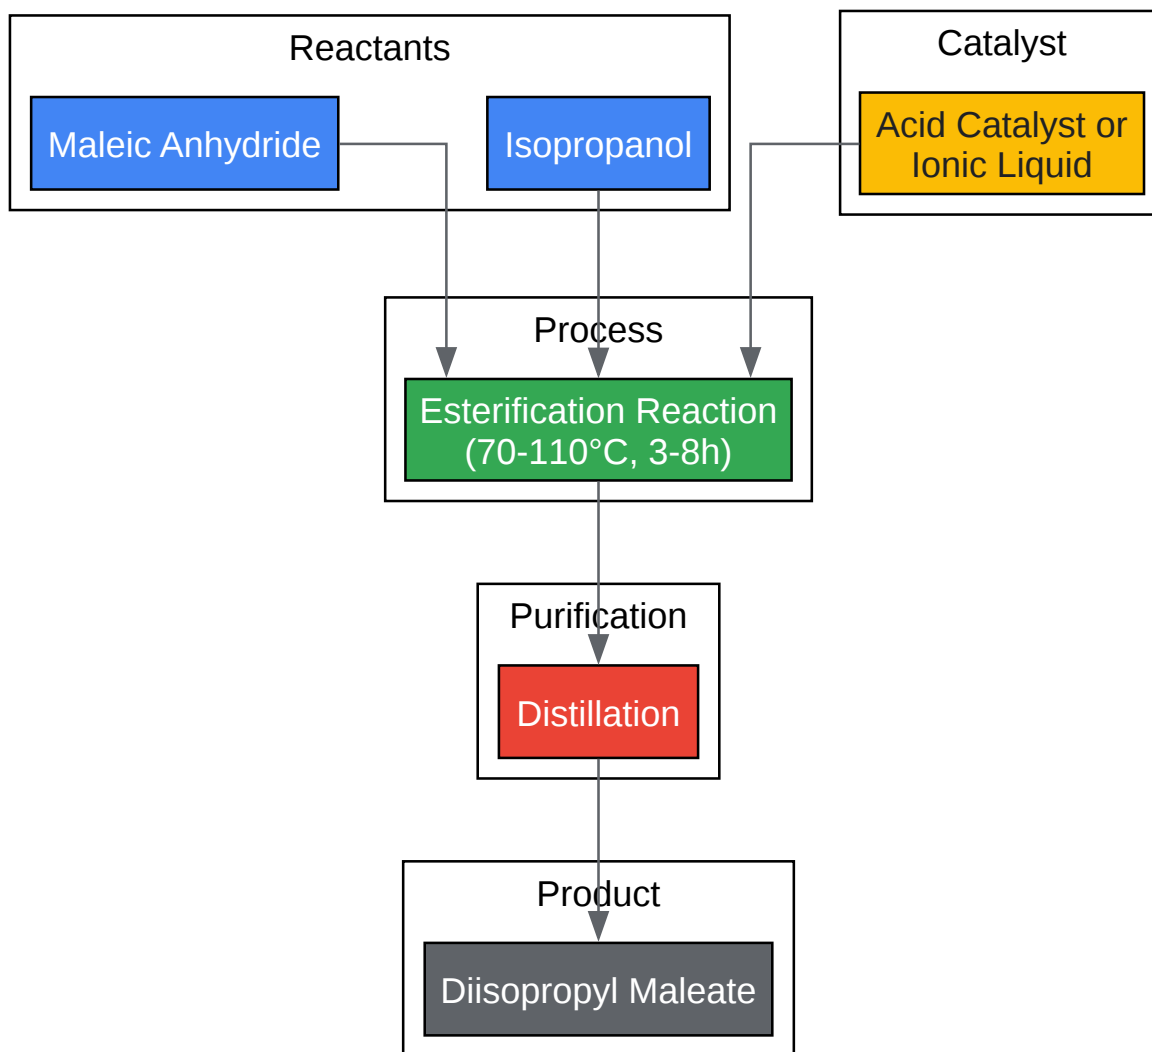 Reactants
Catalyst
Maleic Anhydride
Isopropanol
Acid Catalyst or
Ionic Liquid
Process
Esterification Reaction
(70-110°C, 3-8h)
Purification
Distillation
Product
Diisopropyl Maleate